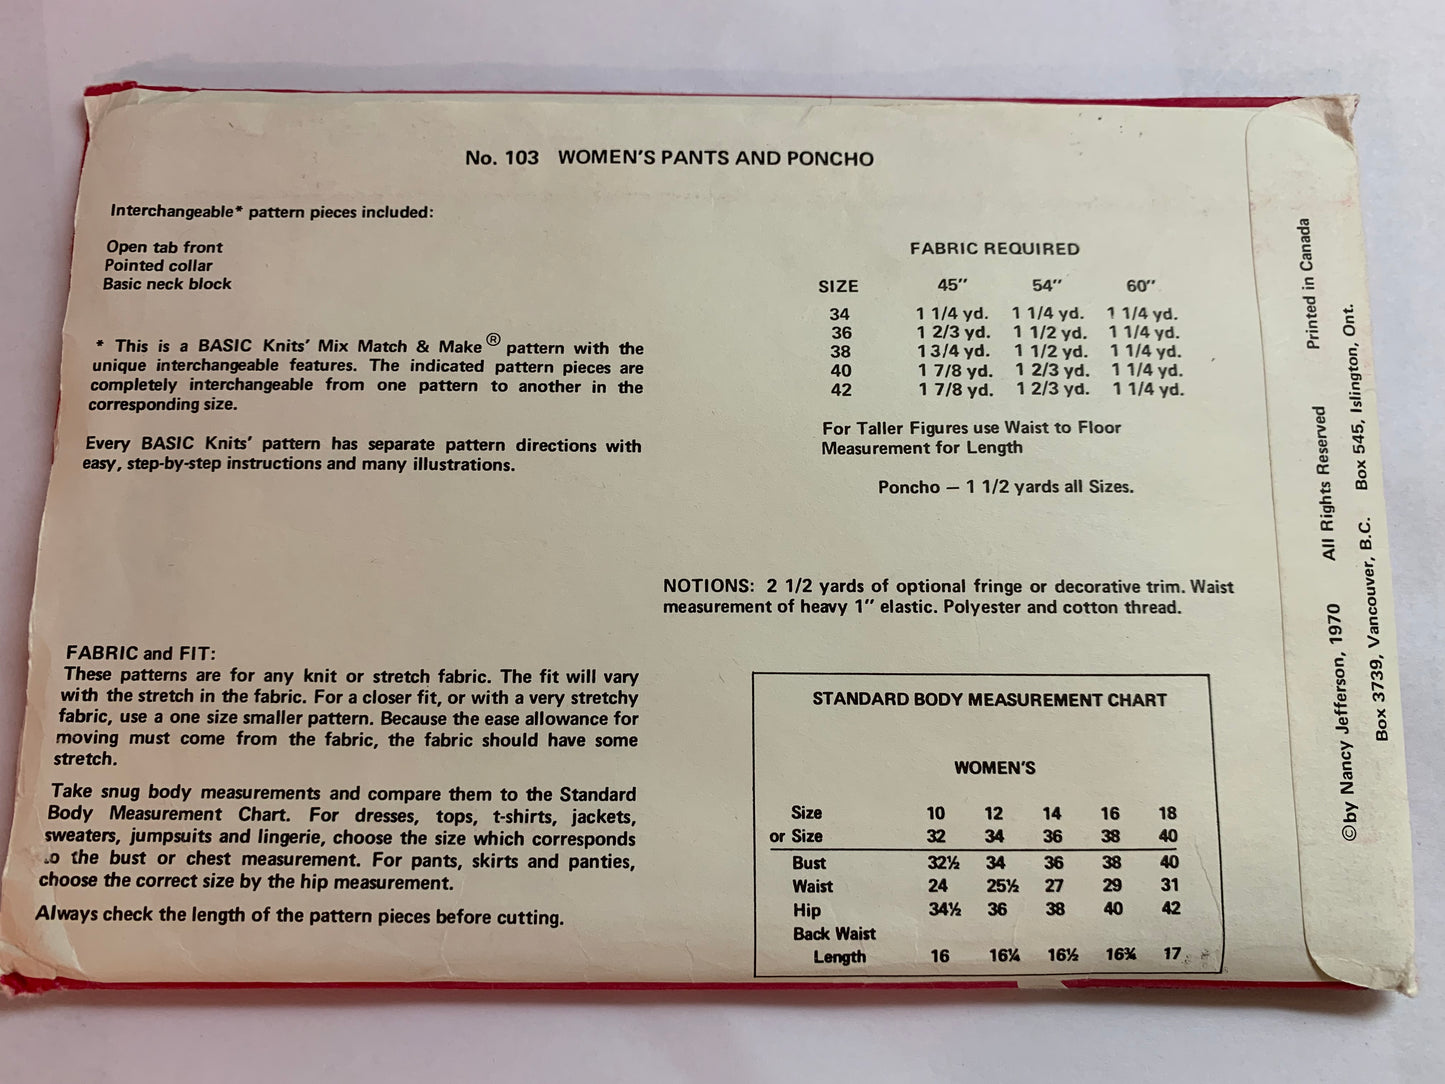 No. 103 WOMEN'S PANTS AND PONCHO
Interchangeable* pattern pieces included:
Open tab front
Pointed collar
Basic neck block
* This is a BASIC Knits' Mix Match & Make® pattern with the
unique interchangeable features. The indicated pattern pieces are
completely interchangeable from one pattern to another in the
corresponding size.
Every BASIC Knits' pattern has separate pattern directions with
easy, step-by-step instructions and many illustrations.
FABRIC REQUIRED
SIZE 45" 54" 60"
34 1 1/4 yd. 1 1/4 yd. 1 1/4 yd.
36 1 2/3 yd. 1 1/2 yd. 1 1/4 yd.
38 1 3/4 yd. 1 1/2 yd. 1 1/4 yd.
40 1 7/8 yd. 1 2/3 yd. 1 1/4 yd.
42 1 7/8 yd. 1 2/3 yd. 1 1/4 yd.
For Taller Figures use Waist to Floor
Measurement for Length
Poncho — 1 1/2 yards all Sizes.
NOTIONS: 2 1/2 yards of optional fringe or decorative trim. Waist
measurement of heavy 1" elastic. Polyester and cotton thread.
FABRIC and FIT:
These patterns are for any knit or stretch fabric. The fit will vary
with the stretch in the fabric. For a closer fit, or with a very stretchy
fabric, use a one size smaller pattern. Because the ease allowance for
moving must come from the fabric, the fabric should have some
stretch.
Take snug body measurements and compare them to the Standard
Body Measurement Chart. For dresses, tops, t-shirts, jackets,
sweaters, jumpsuits and lingerie, choose the size which corresponds
to the bust or chest measurement. For pants, skirts and panties,
choose the correct size by the hip measurement.
Always check the length of the pattern pieces before cutting.
STANDARD BODY MEASUREMENT CHART
WOMEN'S
Size 10 12 14 16 18
or Size 32 34 36 38 40
Bust 32½ 34 36 38 40
Waist 24 25½ 27 29 31
Hip 34½ 36 38 40 42
Back Waist
Length 16 16¼ 16½ 16¾ 17
©by Nancy Jefferson, 1970 All Rights Reserved Printed in Canada
Box 3739, Vancouver, B.C. Box 545, Islington, Ont.